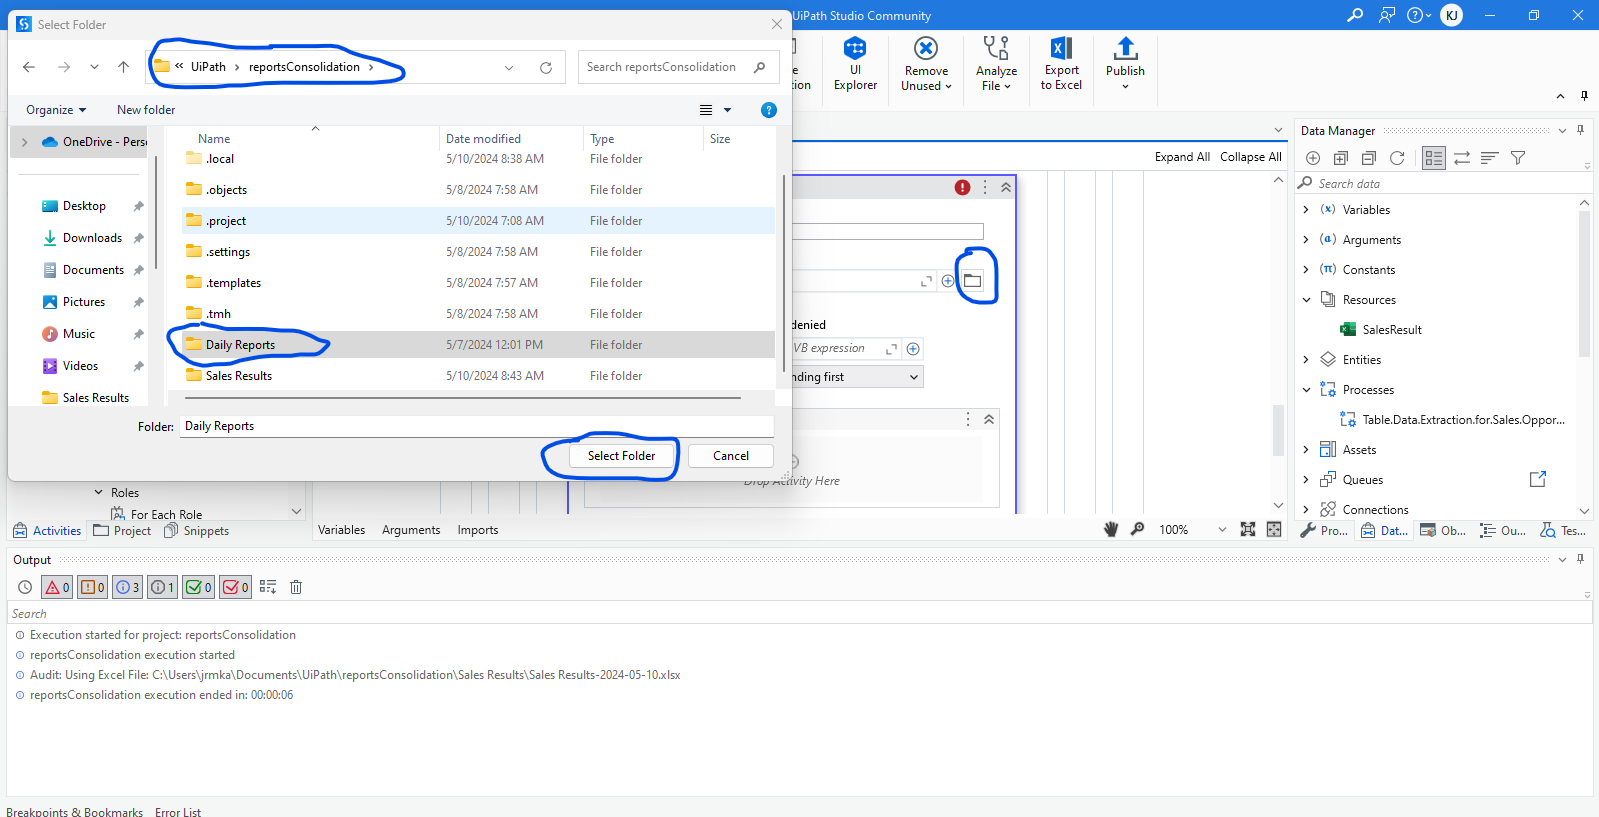 Select Folder
UiPath Studio Community
KJ
UiPath > reportsConsolidation >
Search reportsConsolidation
UI Explorer
Remove Unused
Analyze File
Export to Excel
Publish
Organize
New folder
OneDrive - Pers
Name
Date modified
Type
Size
.local 5/10/2024 8:38 AM File folder
.objects 5/8/2024 7:58 AM File folder
.project 5/10/2024 7:08 AM File folder
.settings 5/8/2024 7:58 AM File folder
.templates 5/8/2024 7:57 AM File folder
.tmh 5/8/2024 7:58 AM File folder
Daily Reports 5/7/2024 12:01 PM File folder
Sales Results 5/10/2024 8:43 AM File folder
Desktop
Downloads
Documents
Pictures
Music
Videos
Sales Results
Folder: Daily Reports
Select Folder
Cancel
Expand All Collapse All
denied
VB expression
nding first
Drop Activity Here
Data Manager
Search data
Variables
Arguments
Constants
Resources
SalesResult
Entities
Processes
Table.Data.Extraction.for.Sales.Oppor...
Assets
Queues
Connections
Pro... Dat... Ob... Ou... Tes...
Roles
For Each Role
Activities Project Snippets
Variables Arguments Imports
100%
Output
0 0 3 1 0 0
Search
Execution started for project: reportsConsolidation
reportsConsolidation execution started
Audit: Using Excel File: C:\Users\jrmka\Documents\UiPath\reportsConsolidation\Sales Results\Sales Results-2024-05-10.xlsx
reportsConsolidation execution ended in: 00:00:06
Breakpoints & Bookmarks Error List